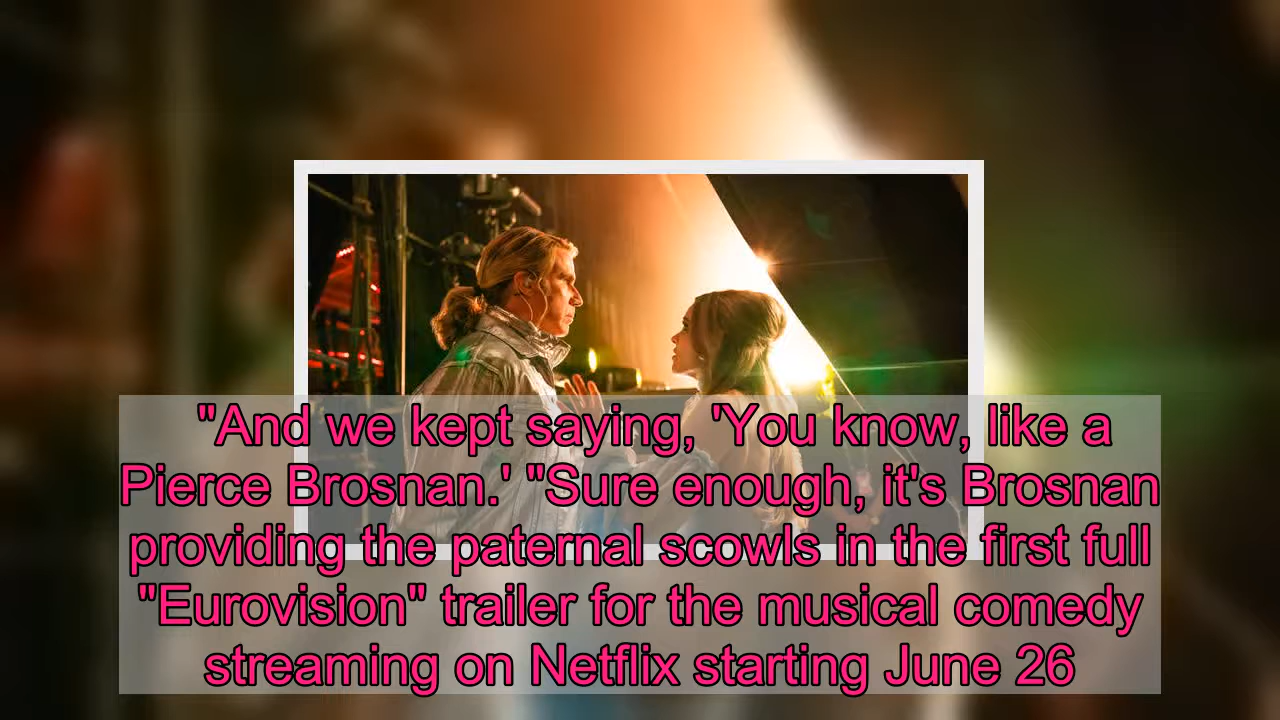 "And we kept saying, 'You know, like a
Pierce Brosnan.' "Sure enough, it's Brosnan
providing the paternal scowls in the first full
"Eurovision" trailer for the musical comedy
streaming on Netflix starting June 26